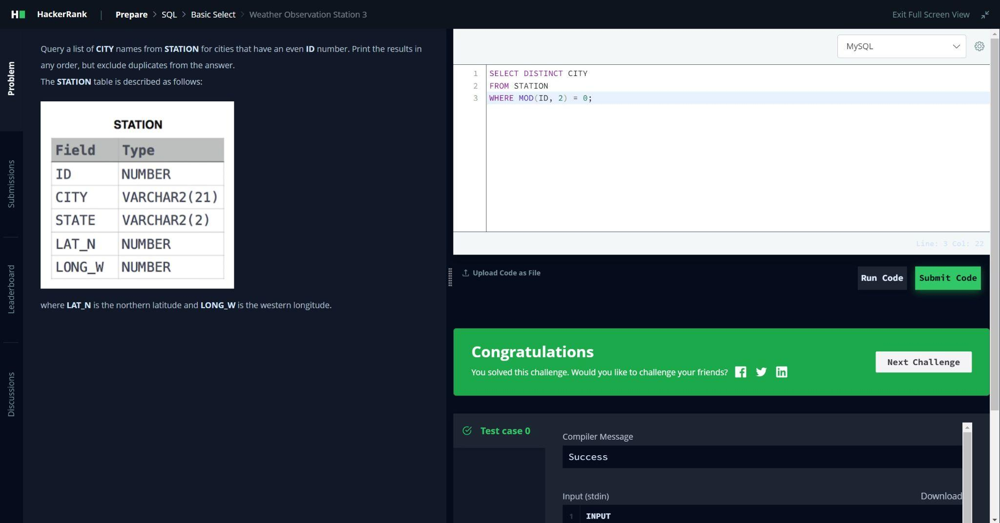 HackerRank | Prepare > SQL > Basic Select > Weather Observation Station 3
Exit Full Screen View
Problem
Submissions
Leaderboard
Discussions
Query a list of CITY names from STATION for cities that have an even ID number. Print the results in
any order, but exclude duplicates from the answer.
The STATION table is described as follows:
STATION
Field Type
ID NUMBER
CITY VARCHAR2(21)
STATE VARCHAR2(2)
LAT_N NUMBER
LONG_W NUMBER
where LAT_N is the northern latitude and LONG_W is the western longitude.
MySQL
1 SELECT DISTINCT CITY
2 FROM STATION
3 WHERE MOD(ID, 2) = 0;
Line: 3 Col: 22
Upload Code as File
Run Code
Submit Code
Congratulations
You solved this challenge. Would you like to challenge your friends?
Next Challenge
Test case 0
Compiler Message
Success
Input (stdin)
Download
1 INPUT